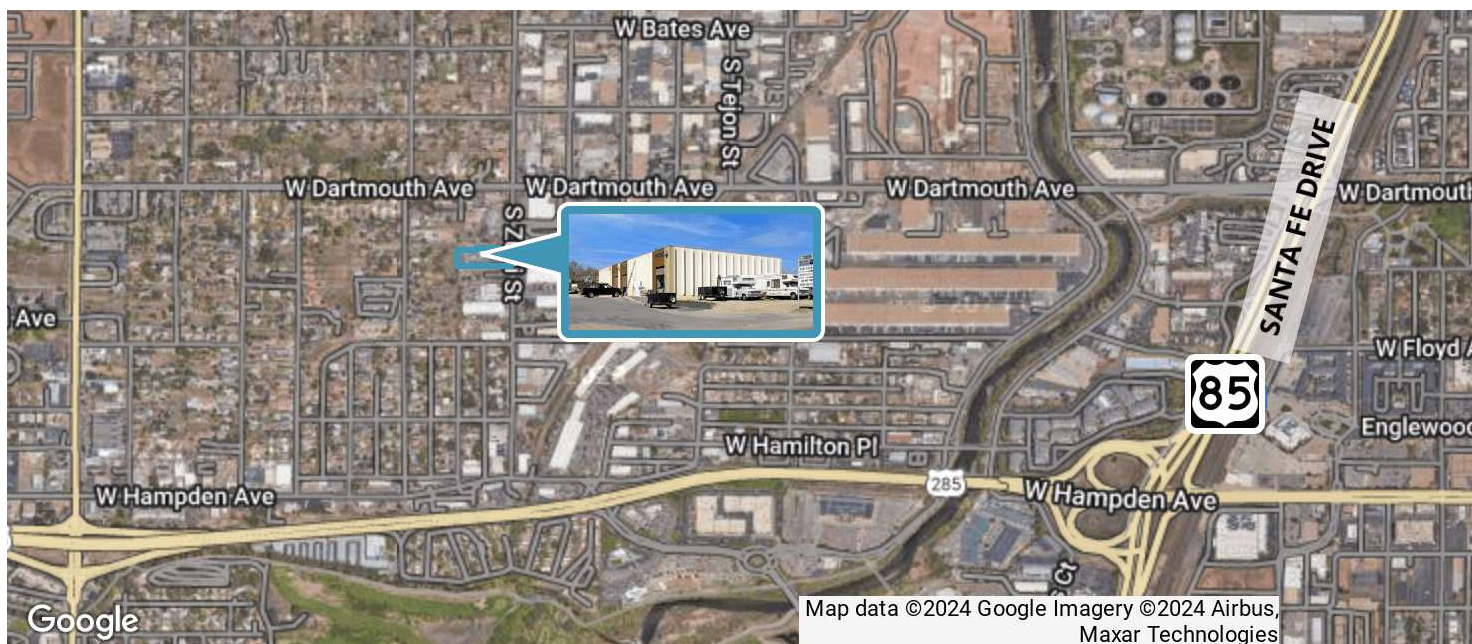 W Bates Ave
S Tejon St
W Dartmouth Ave
W Dartmouth Ave
W Dartmouth Ave
W Dartmouth
SANTA FE DRIVE
St
Ave
W Floyd A
85
Englewood
W Hamilton Pl
285
W Hampden Ave
W Hampden Ave
Ct
Google
Map data ©2024 Google Imagery ©2024 Airbus,
Maxar Technologies